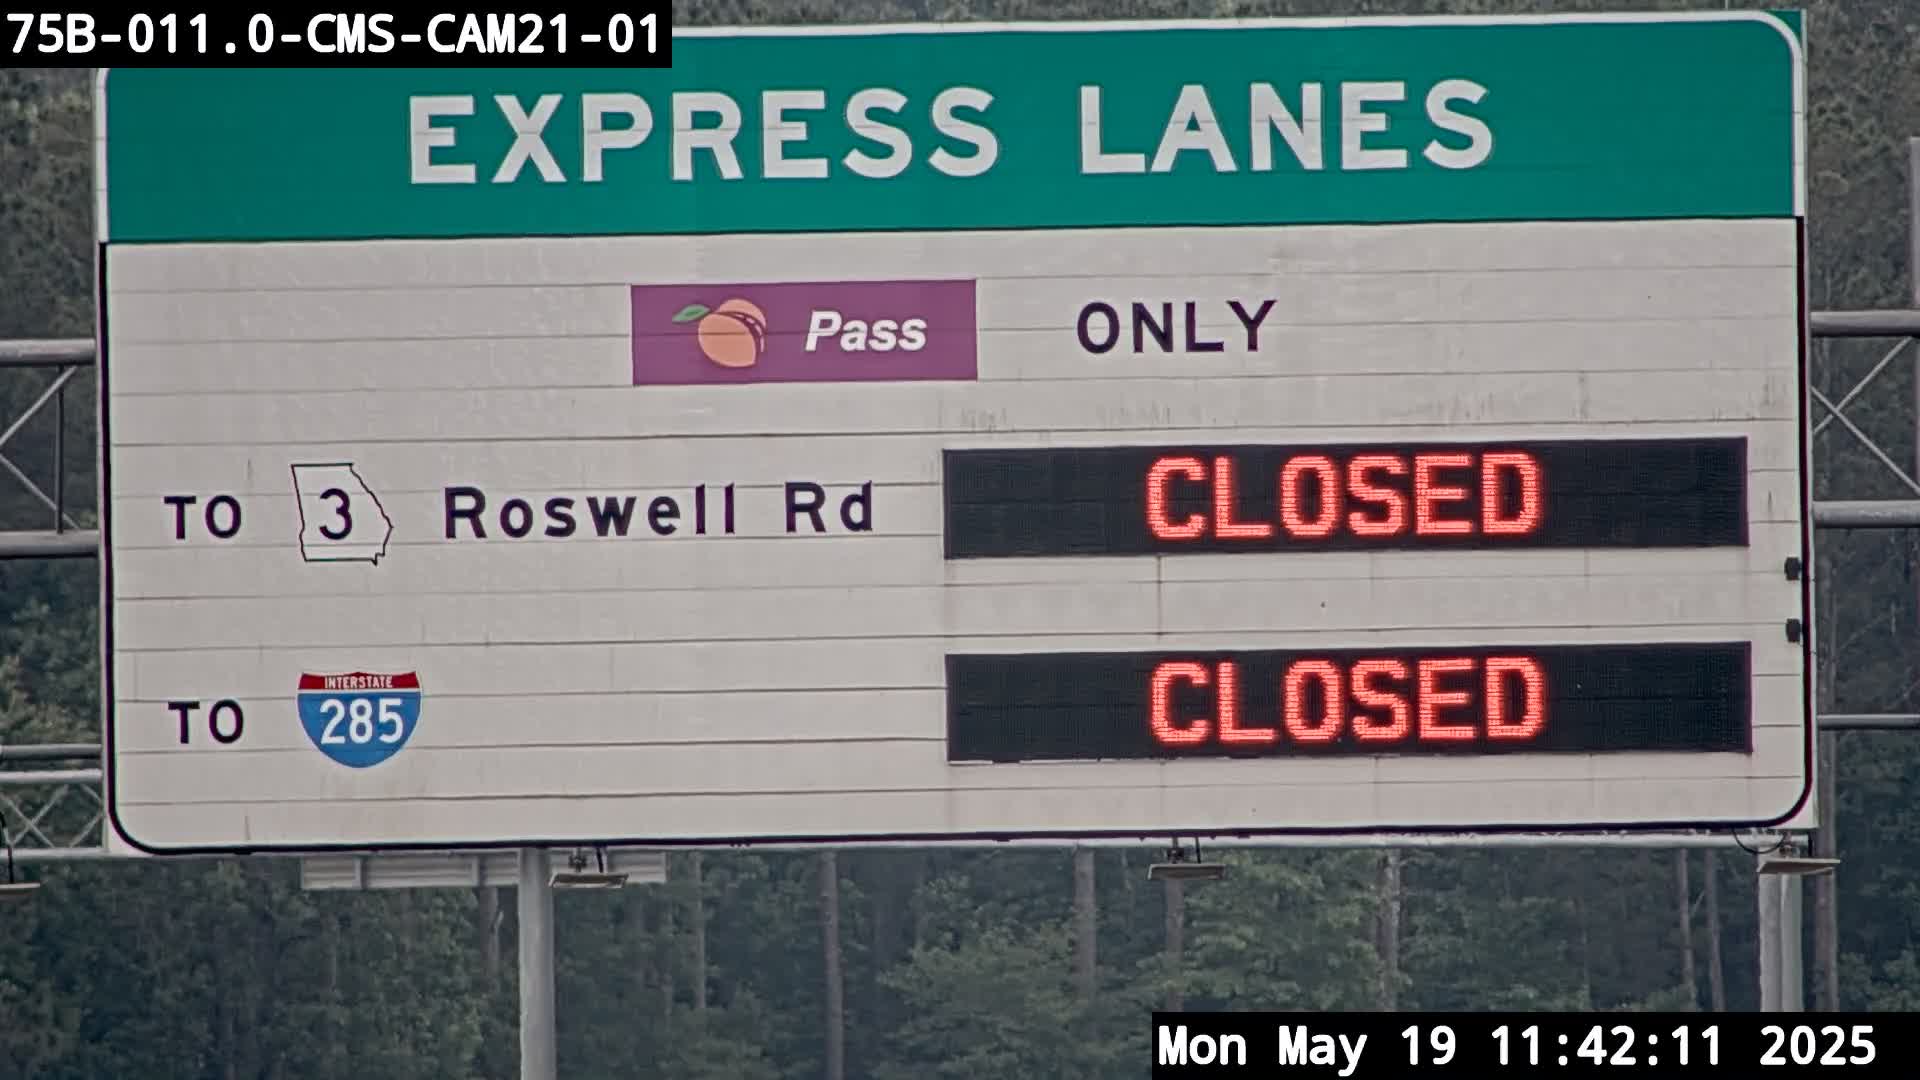 75B-011.0-CMS-CAM21-01
EXPRESS LANES
Pass ONLY
TO 3 Roswell Rd CLOSED
INTERSTATE
TO 285 CLOSED
Mon May 19 11:42:11 2025